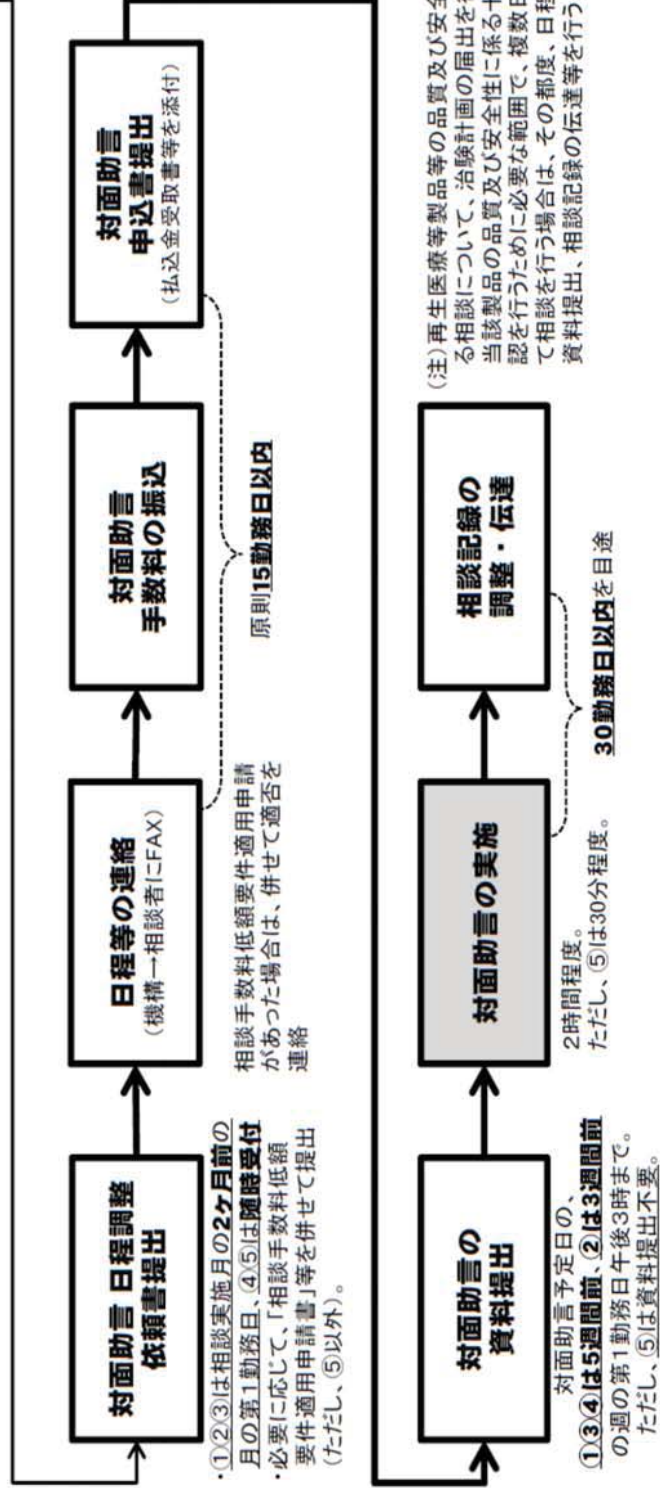 対面助言 日程調整
依頼書提出
・①②③は相談実施月の2ヶ月前の
月の第１勤務日、④⑤は随時受付
・必要に応じて、「相談手数料低額
要件適用申請書」等を併せて提出
(ただし、⑤以外)。
日程等の連絡
(機構→相談者にFAX)
相談手数料低額要件適用申請
があった場合は、併せて適否を
連絡
対面助言
手数料の振込
対面助言
申込書提出
(払込金受取書等を添付)
原則15勤務日以内
対面助言の
資料提出
対面助言予定日の、
①③④は5週間前、②は3週間前
の週の第１勤務日午後3時まで。
ただし、⑤は資料提出不要。
対面助言の実施
2時間程度。
ただし、⑤は30分程度。
相談記録の
調整・伝達
30勤務日以内を目途
(注)再生医療等製品等の品質及び安全
る相談について、治験計画の届出を
当該製品の品質及び安全性に係る
認を行うために必要な範囲で、複数
て相談を行う場合は、その都度、日程
資料提出、相談記録の伝達等を行う